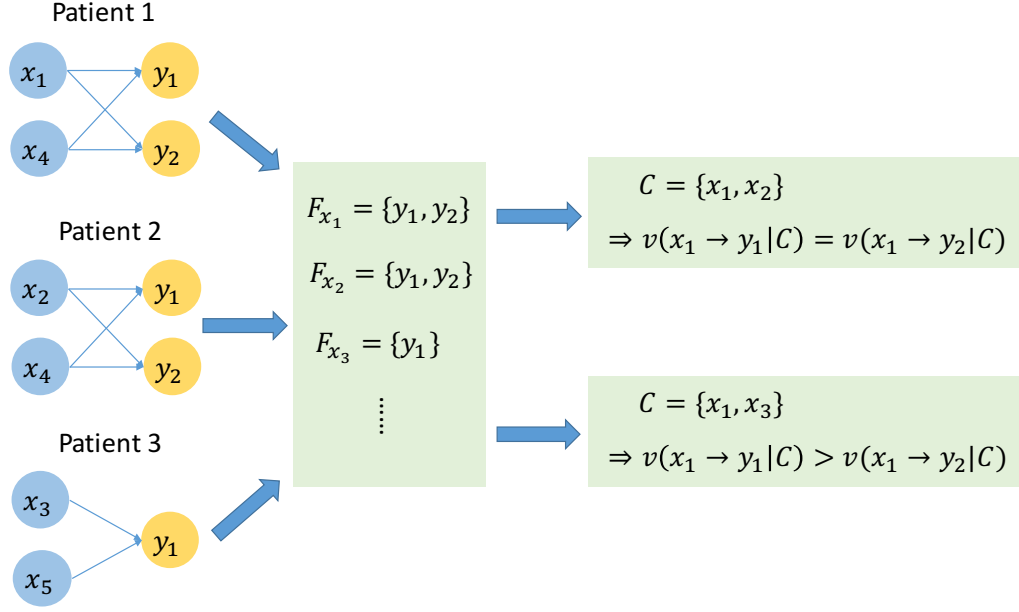 Patient 1
x₁
y₁
x₄
y₂
Patient 2
x₂
y₁
x₄
y₂
Patient 3
x₃
y₁
x₅
F_{x₁} = {y₁, y₂}
F_{x₂} = {y₁, y₂}
F_{x₃} = {y₁}
⋮
C = {x₁, x₂}
⇒ v(x₁ → y₁|C) = v(x₁ → y₂|C)
C = {x₁, x₃}
⇒ v(x₁ → y₁|C) > v(x₁ → y₂|C)